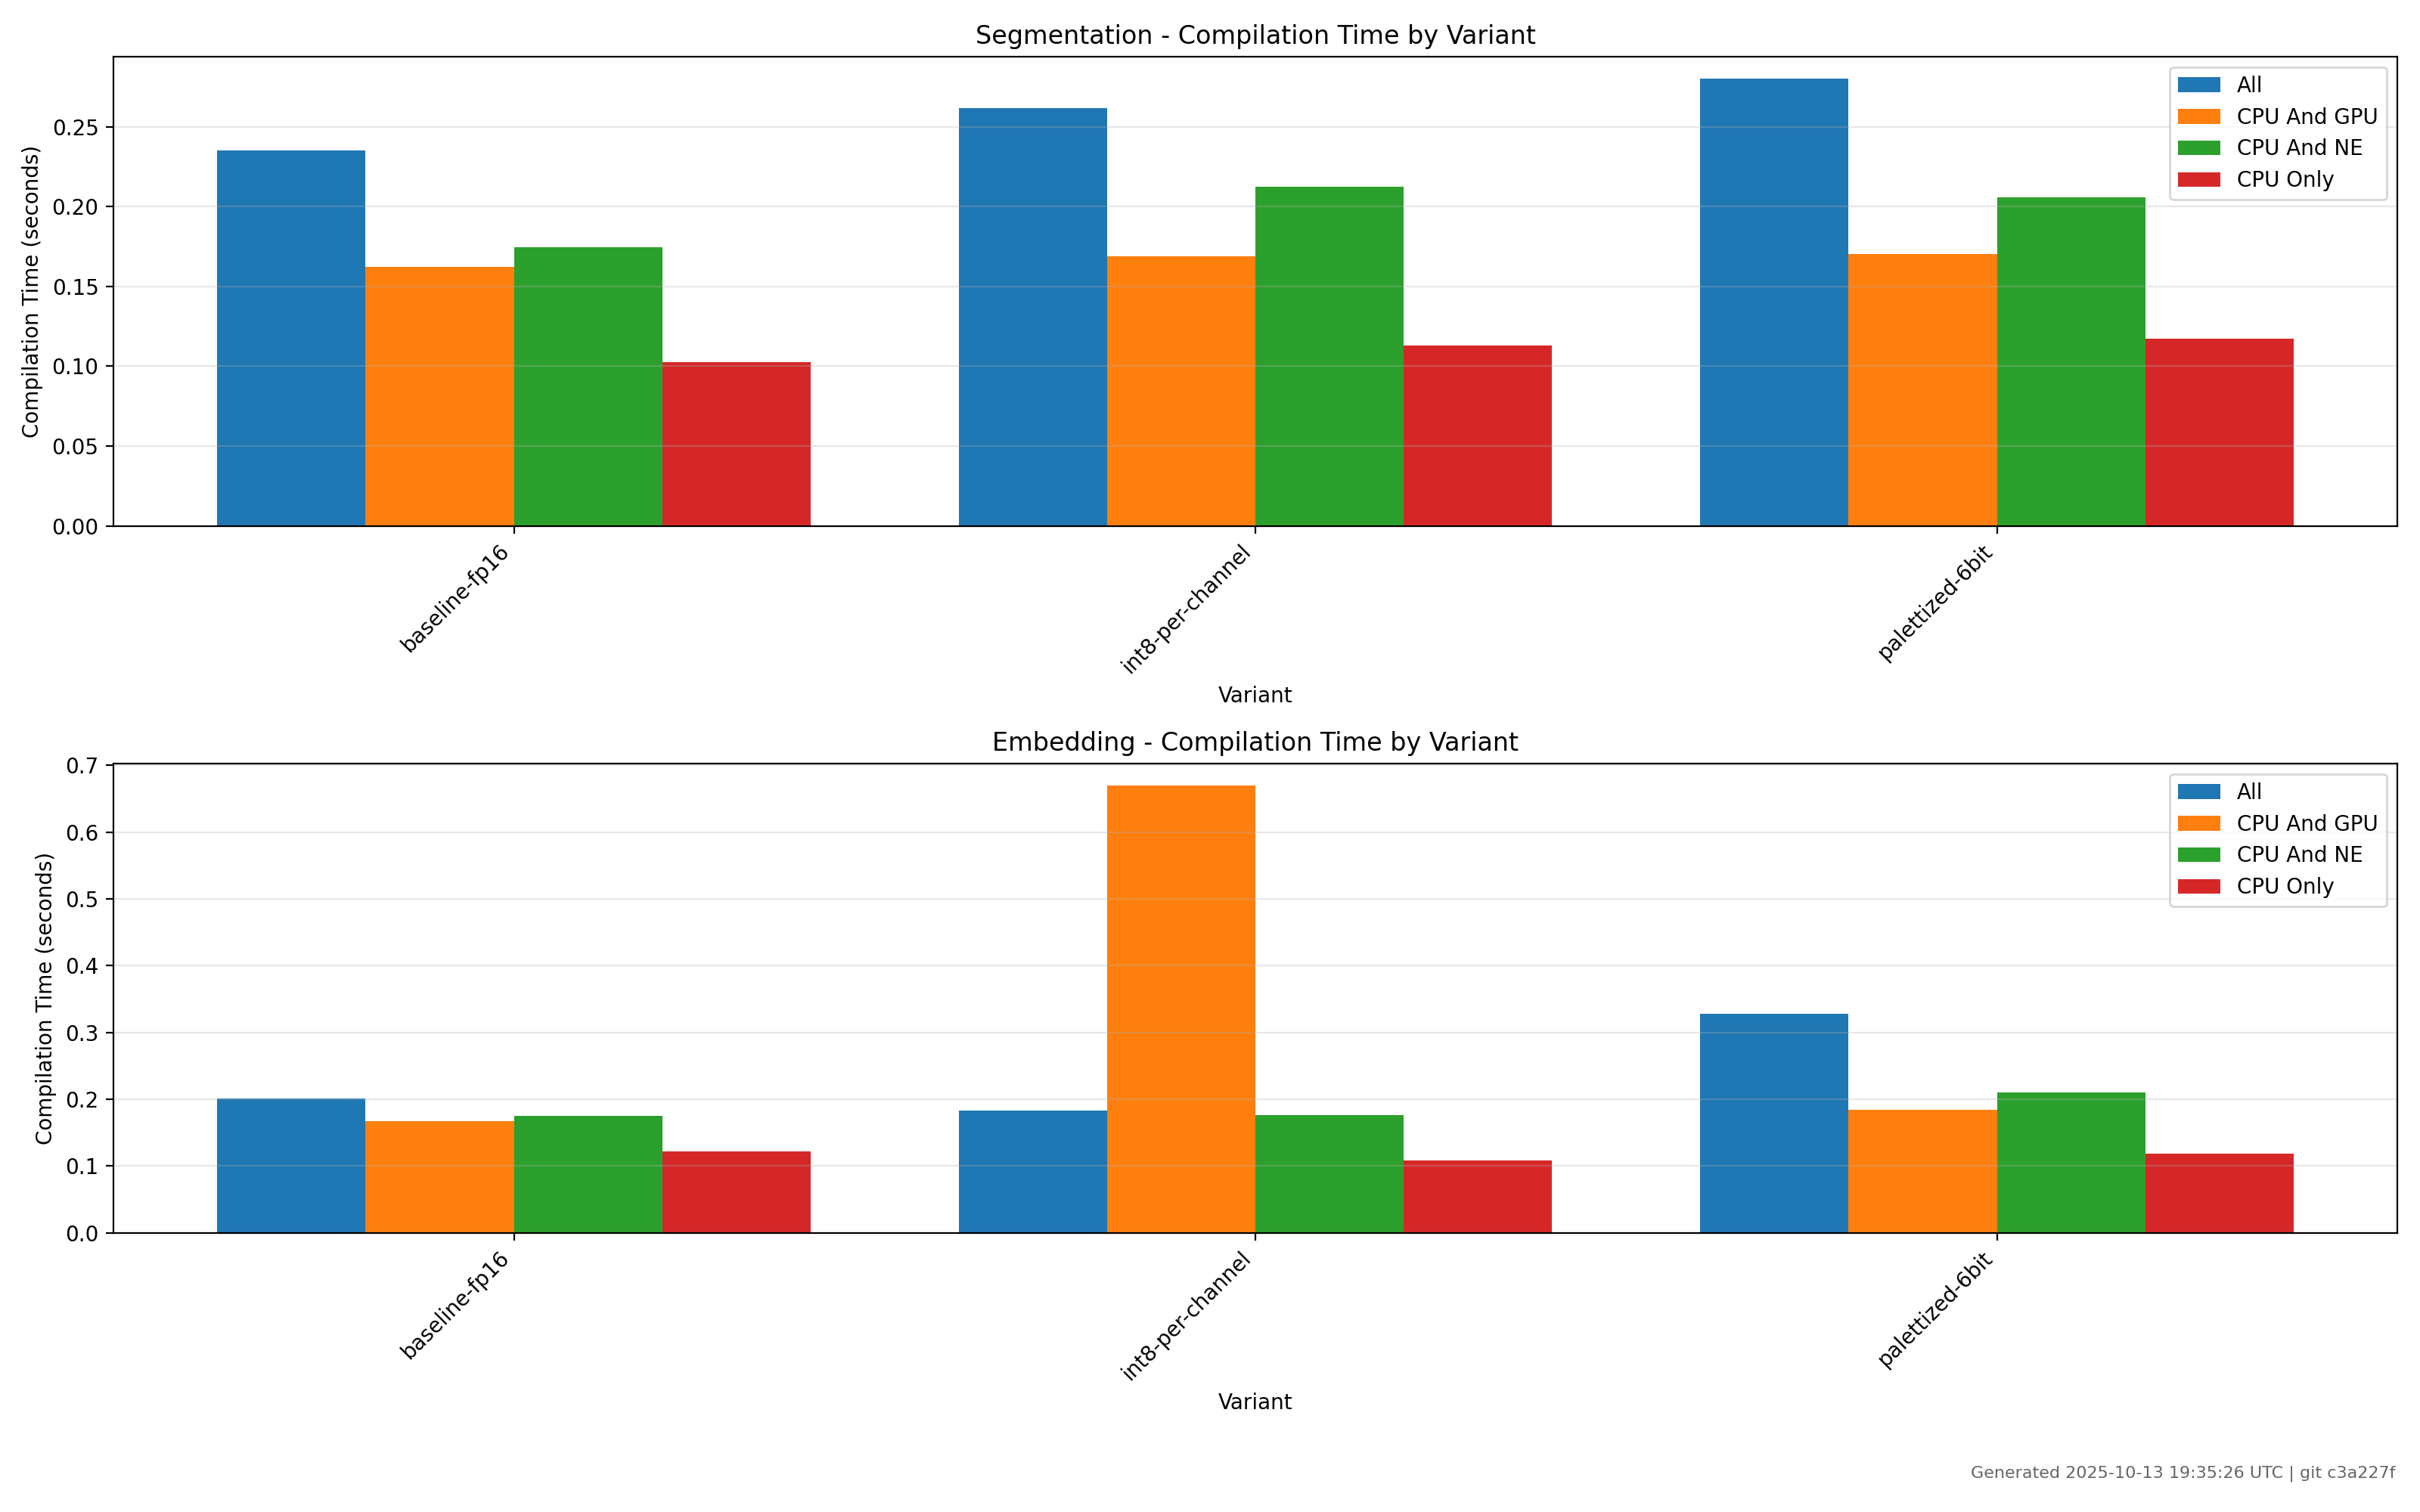 Segmentation - Compilation Time by Variant
Compilation Time (seconds)
0.25
0.20
0.15
0.10
0.05
0.00
All
CPU And GPU
CPU And NE
CPU Only
baseline-fp16
int8-per-channel
palettized-6bit
Variant
Embedding - Compilation Time by Variant
Compilation Time (seconds)
0.7
0.6
0.5
0.4
0.3
0.2
0.1
0.0
All
CPU And GPU
CPU And NE
CPU Only
baseline-fp16
int8-per-channel
palettized-6bit
Variant
Generated 2025-10-13 19:35:26 UTC | git c3a227f